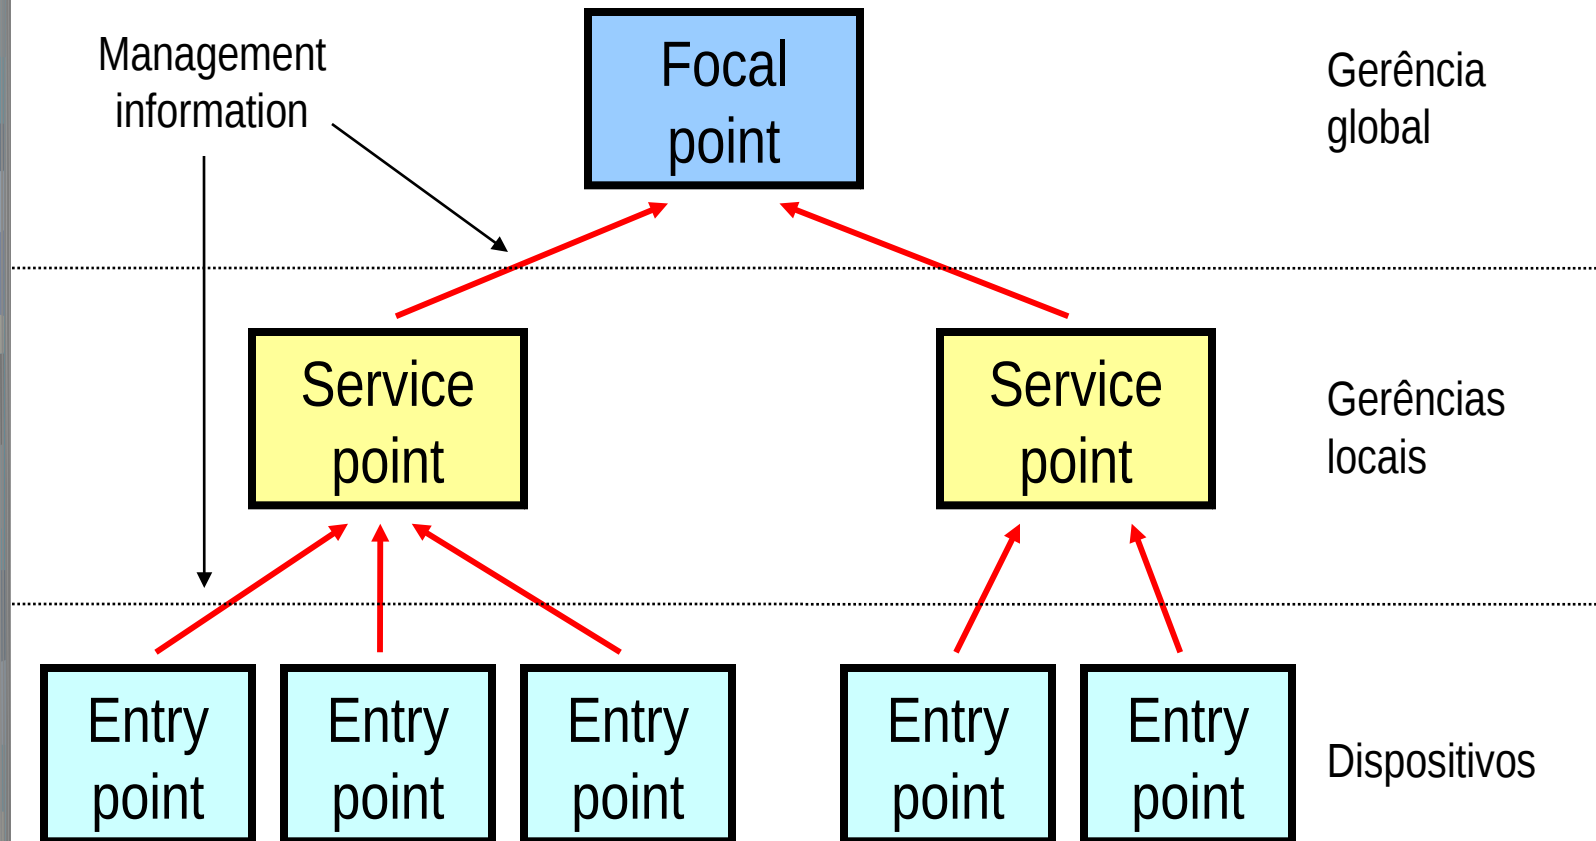 Management
information
Focal
point
Gerência
global
Service
point
Service
point
Gerências
locais
Entry
point
Entry
point
Entry
point
Entry
point
Entry
point
Dispositivos